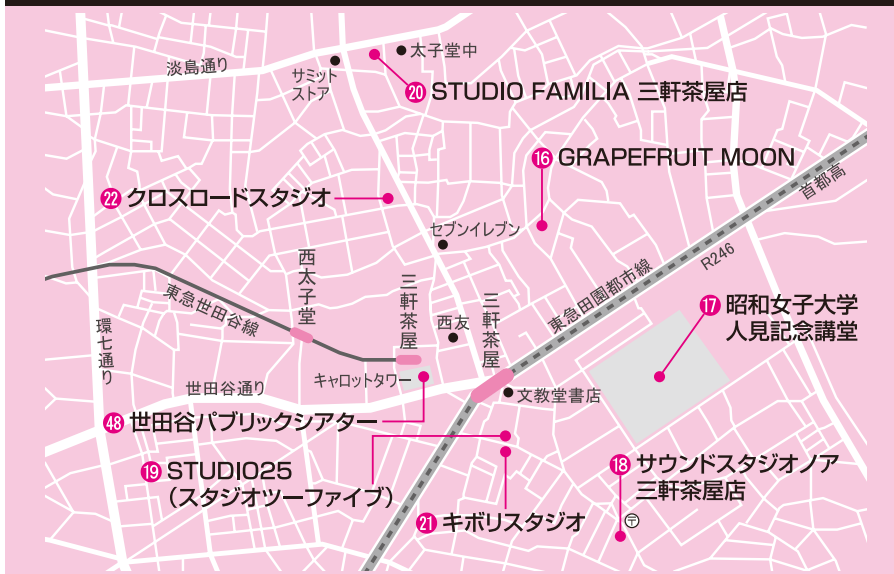 太子堂中
淡島通り
サミット
ストア
⑳ STUDIO FAMILIA 三軒茶屋店
⑯ GRAPEFRUIT MOON
首都高
㉒ クロスロードスタジオ
セブンイレブン
R246
東急田園都市線
西太子堂
三軒茶屋
三軒茶屋
東急世田谷線
西友
⑰ 昭和女子大学
人見記念講堂
環七通り
キャロットタワー
世田谷通り
文教堂書店
㊽ 世田谷パブリックシアター
⑲ STUDIO25
(スタジオツーファイブ)
⑱ サウンドスタジオノア
三軒茶屋店
㉑ キボリスタジオ
〒